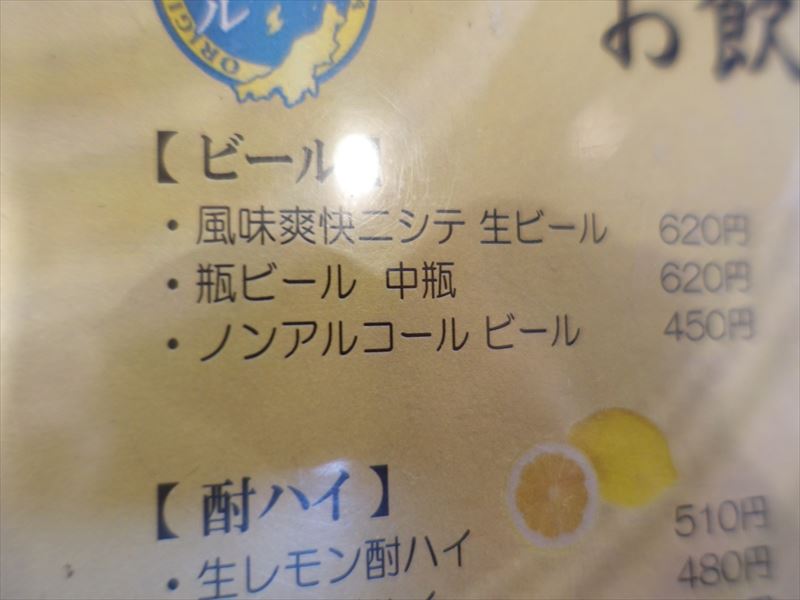 ル
ORIGI
お飲
【ビール】
・風味爽快ニシテ 生ビール 620円
・瓶ビール 中瓶 620円
・ノンアルコール ビール 450円
【酎ハイ】
・生レモン酎ハイ 510円
480円